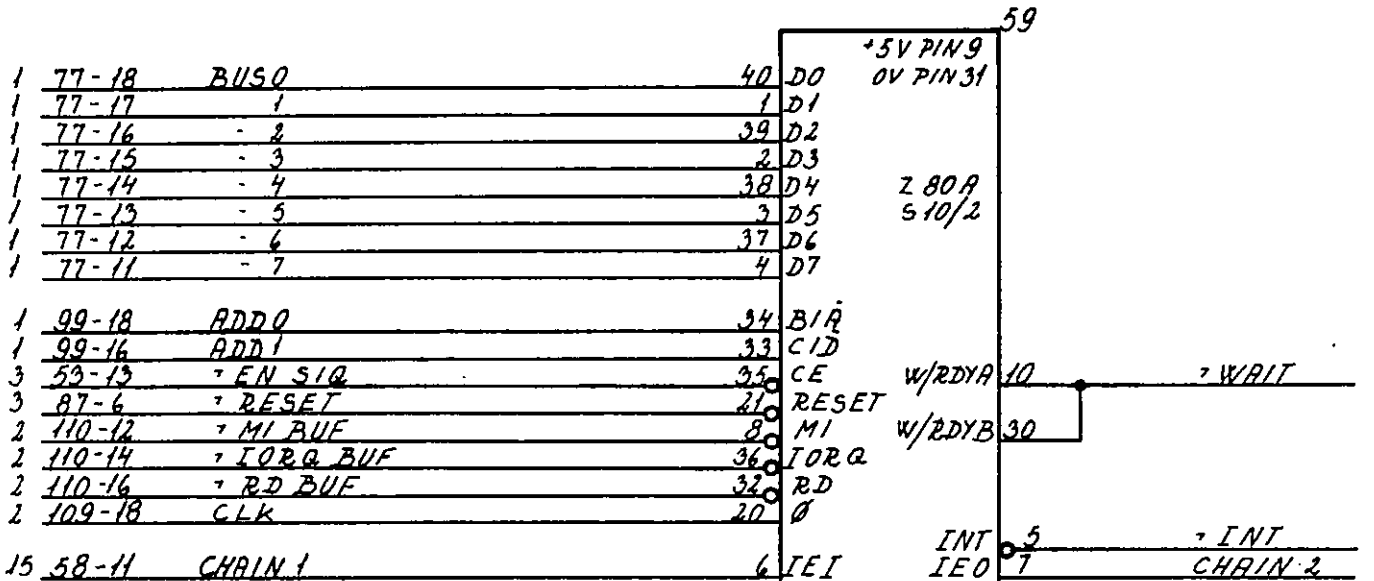 59
+5V PIN 9
1 77-18 BUS0 40 D0 0V PIN 31
1 77-17 1 1 D1
1 77-16 - 2 39 D2
1 77-15 - 3 2 D3
1 77-14 - 4 38 D4 Z 80A
1 77-13 - 5 3 D5 S10/2
1 77-12 - 6 37 D6
1 77-11 - 7 4 D7
1 99-18 ADD0 34 B/A
1 99-16 ADD1 33 C/D
3 53-13 ¬ EN SIO 35 CE W/RDYA 10 ¬ WAIT
3 87-6 ¬ RESET 21 RESET
2 110-12 ¬ M1 BUF 8 M1 W/RDYB 30
2 110-14 ¬ IORQ BUF 36 IORQ
2 110-16 ¬ RD BUF 32 RD
2 109-18 CLK 20 Ø
INT 5 ¬ INT
15 58-11 CHAIN 1 6 IEI IEO 7 CHAIN 2